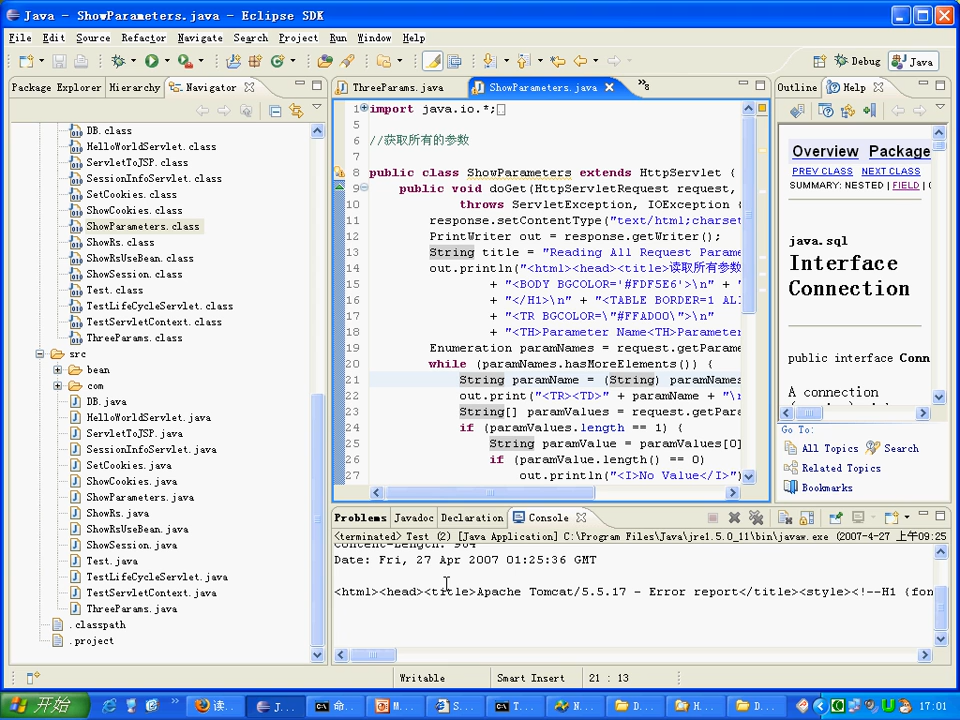 Java - ShowParameters.java - Eclipse SDK
File Edit Source Refactor Navigate Search Project Run Window Help
Debug Java
Package Explorer Hierarchy Navigator
DB.class
HelloWorldServlet.class
ServletToJSP.class
SessionInfoServlet.class
SetCookies.class
ShowCookies.class
ShowParameters.class
ShowRs.class
ShowRsUseBean.class
ShowSession.class
Test.class
TestLifeCycleServlet.class
TestServletContext.class
ThreeParams.class
src
bean
com
DB.java
HelloWorldServlet.java
ServletToJSP.java
SessionInfoServlet.java
SetCookies.java
ShowCookies.java
ShowParameters.java
ShowRs.java
ShowRsUseBean.java
ShowSession.java
Test.java
TestLifeCycleServlet.java
TestServletContext.java
ThreeParams.java
.classpath
.project
ThreeParams.java ShowParameters.java »8
1 import java.io.*;
5
6 //获取所有的参数
7
8 public class ShowParameters extends HttpServlet {
9 public void doGet(HttpServletRequest request,
10 throws ServletException, IOException {
11 response.setContentType("text/html;charset
12 PrintWriter out = response.getWriter();
13 String title = "Reading All Request Parame
14 out.println("<html><head><title>读取所有参数
15 + "<BODY BGCOLOR='#FDF5E6'>\n" + "
16 + "</H1>\n" + "<TABLE BORDER=1 ALI
17 + "<TR BGCOLOR=\"#FFAD00\">\n"
18 + "<TH>Parameter Name<TH>Parameter
19 Enumeration paramNames = request.getParame
20 while (paramNames.hasMoreElements()) {
21 String paramName = (String) paramNames
22 out.print("<TR><TD>" + paramName + "\n
23 String[] paramValues = request.getPara
24 if (paramValues.length == 1) {
25 String paramValue = paramValues[0]
26 if (paramValue.length() == 0)
27 out.println("<I>No Value</I>")
Outline Help
Overview Package
PREV CLASS NEXT CLASS
SUMMARY: NESTED | FIELD |
java.sql
Interface
Connection
public interface Conn
A connection
Go To:
All Topics Search
Related Topics
Bookmarks
Problems Javadoc Declaration Console
<terminated> Test (2) [Java Application] C:\Program Files\Java\jre1.5.0_11\bin\javaw.exe (2007-4-27 上午09:25
Content-Length: 964
Date: Fri, 27 Apr 2007 01:25:36 GMT
<html><head><title>Apache Tomcat/5.5.17 - Error report</title><style><!--H1 {fon
Writable Smart Insert 21 : 13
开始 读.. J... 命.. M... S... T... N... D... H... D... 17:01